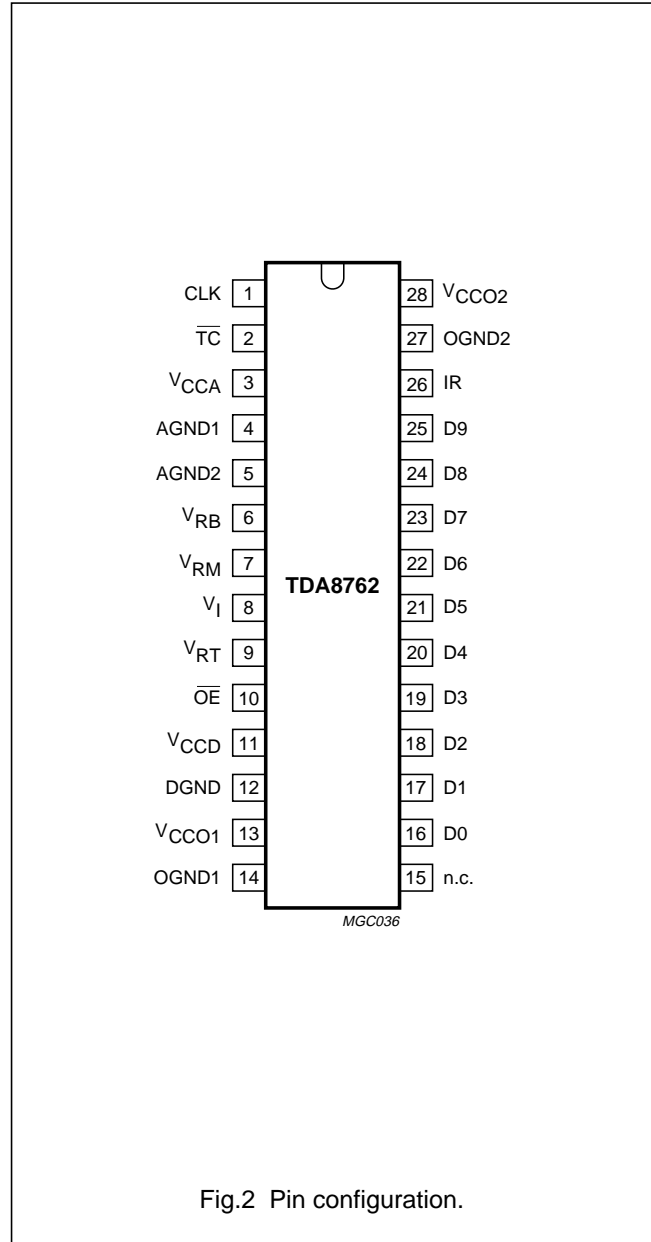 CLK 1 28 VCCO2
TC 2 27 OGND2
VCCA 3 26 IR
AGND1 4 25 D9
AGND2 5 24 D8
VRB 6 23 D7
VRM 7 22 D6
TDA8762
VI 8 21 D5
VRT 9 20 D4
OE 10 19 D3
VCCD 11 18 D2
DGND 12 17 D1
VCCO1 13 16 D0
OGND1 14 15 n.c.
MGC036
Fig.2 Pin configuration.